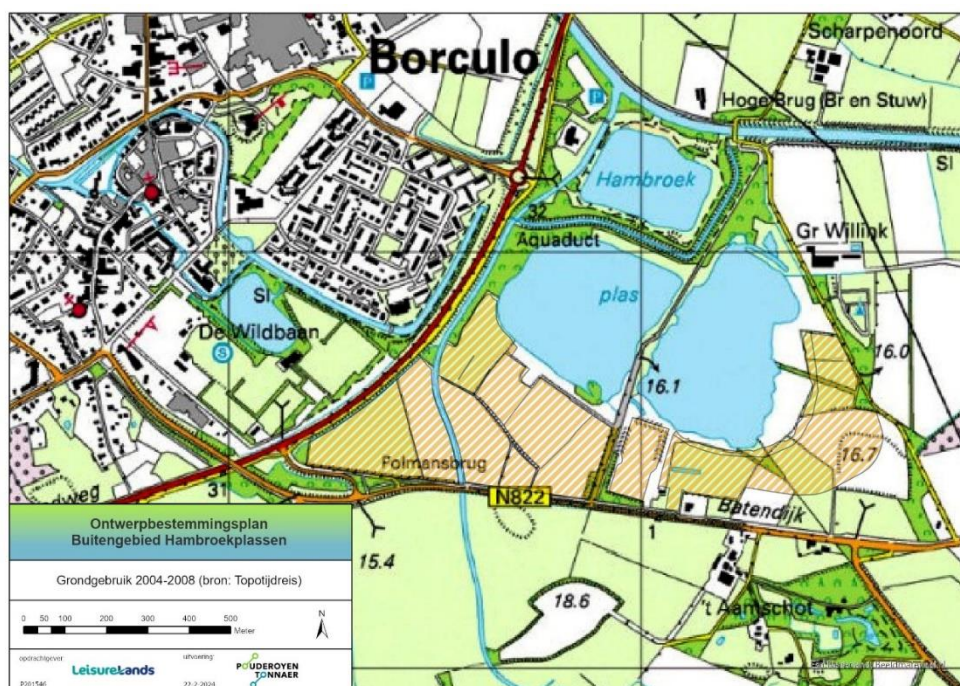 Borculo
Scharpenoord
Hoge Brug (Br en Stuw)
P
P
Hambroek
Sl
32
Aquaduct
Gr Willink
Sl
De Wildbaan
S
plas
16.1
16.0
16.7
Folmansbrug
31
N822
Batendijk
1
15.4
18.6
't Aamschot
Ontwerpbestemmingsplan
Buitengebied Hambroekplassen
Grondgebruik 2004-2008 (bron: Topotijdreis)
0 50 100 200 300 400 500
Meter
N
opdrachtgever
uitvoering:
LeisureLands
POUDEROYEN
TONNAER
P201546
22-2-2024